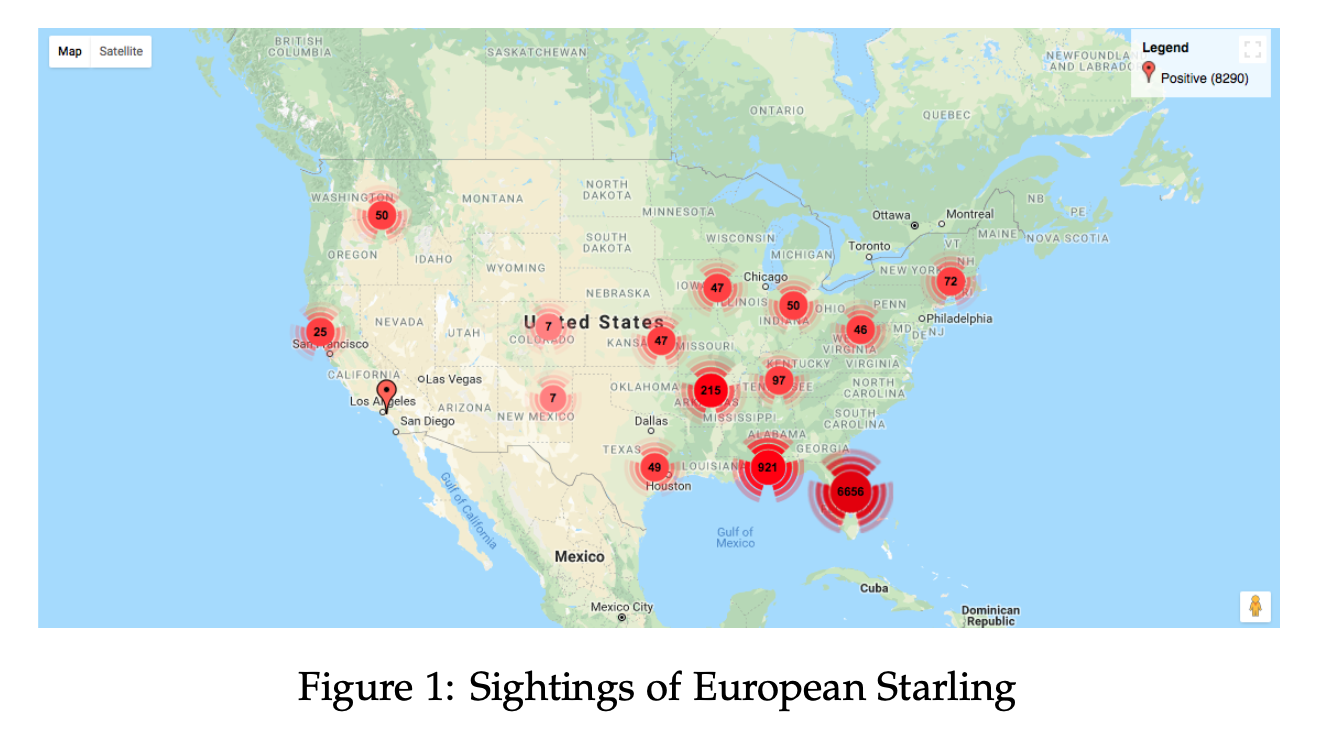 Map Satellite
Legend
Positive (8290)
BRITISH
COLUMBIA
SASKATCHEWAN
NEWFOUNDLA
AND LABRADO
ONTARIO
QUEBEC
WASHINGTON
50
MONTANA
NORTH
DAKOTA
MINNESOTA
Ottawa
Montreal
NB
PE
MAINE
NOVA SCOTIA
OREGON
IDAHO
SOUTH
DAKOTA
WISCONSIN
MICHIGAN
Toronto
VT
NH
WYOMING
NEW YORK
72
RI
Chicago
IOW
47
NEBRASKA
ILLINOIS
50
INDIANA
OHIO
PENN
Philadelphia
25
San Francisco
NEVADA
UTAH
7
COLORADO
United States
KANSA
47
MISSOURI
46
MD
DE
NJ
WEST
VIRGINIA
VIRGINIA
KENTUCKY
CALIFORNIA
Las Vegas
Los Angeles
San Diego
ARIZONA
NEW MEXICO
7
OKLAHOMA
215
ARKANSAS
TENNESSEE
97
NORTH
CAROLINA
MISSISSIPPI
SOUTH
CAROLINA
Dallas
ALABAMA
GEORGIA
TEXAS
49
Houston
LOUISIANA
921
6656
Gulf of
California
Gulf of
Mexico
Mexico
Mexico City
Cuba
Dominican
Republic
Figure 1: Sightings of European Starling